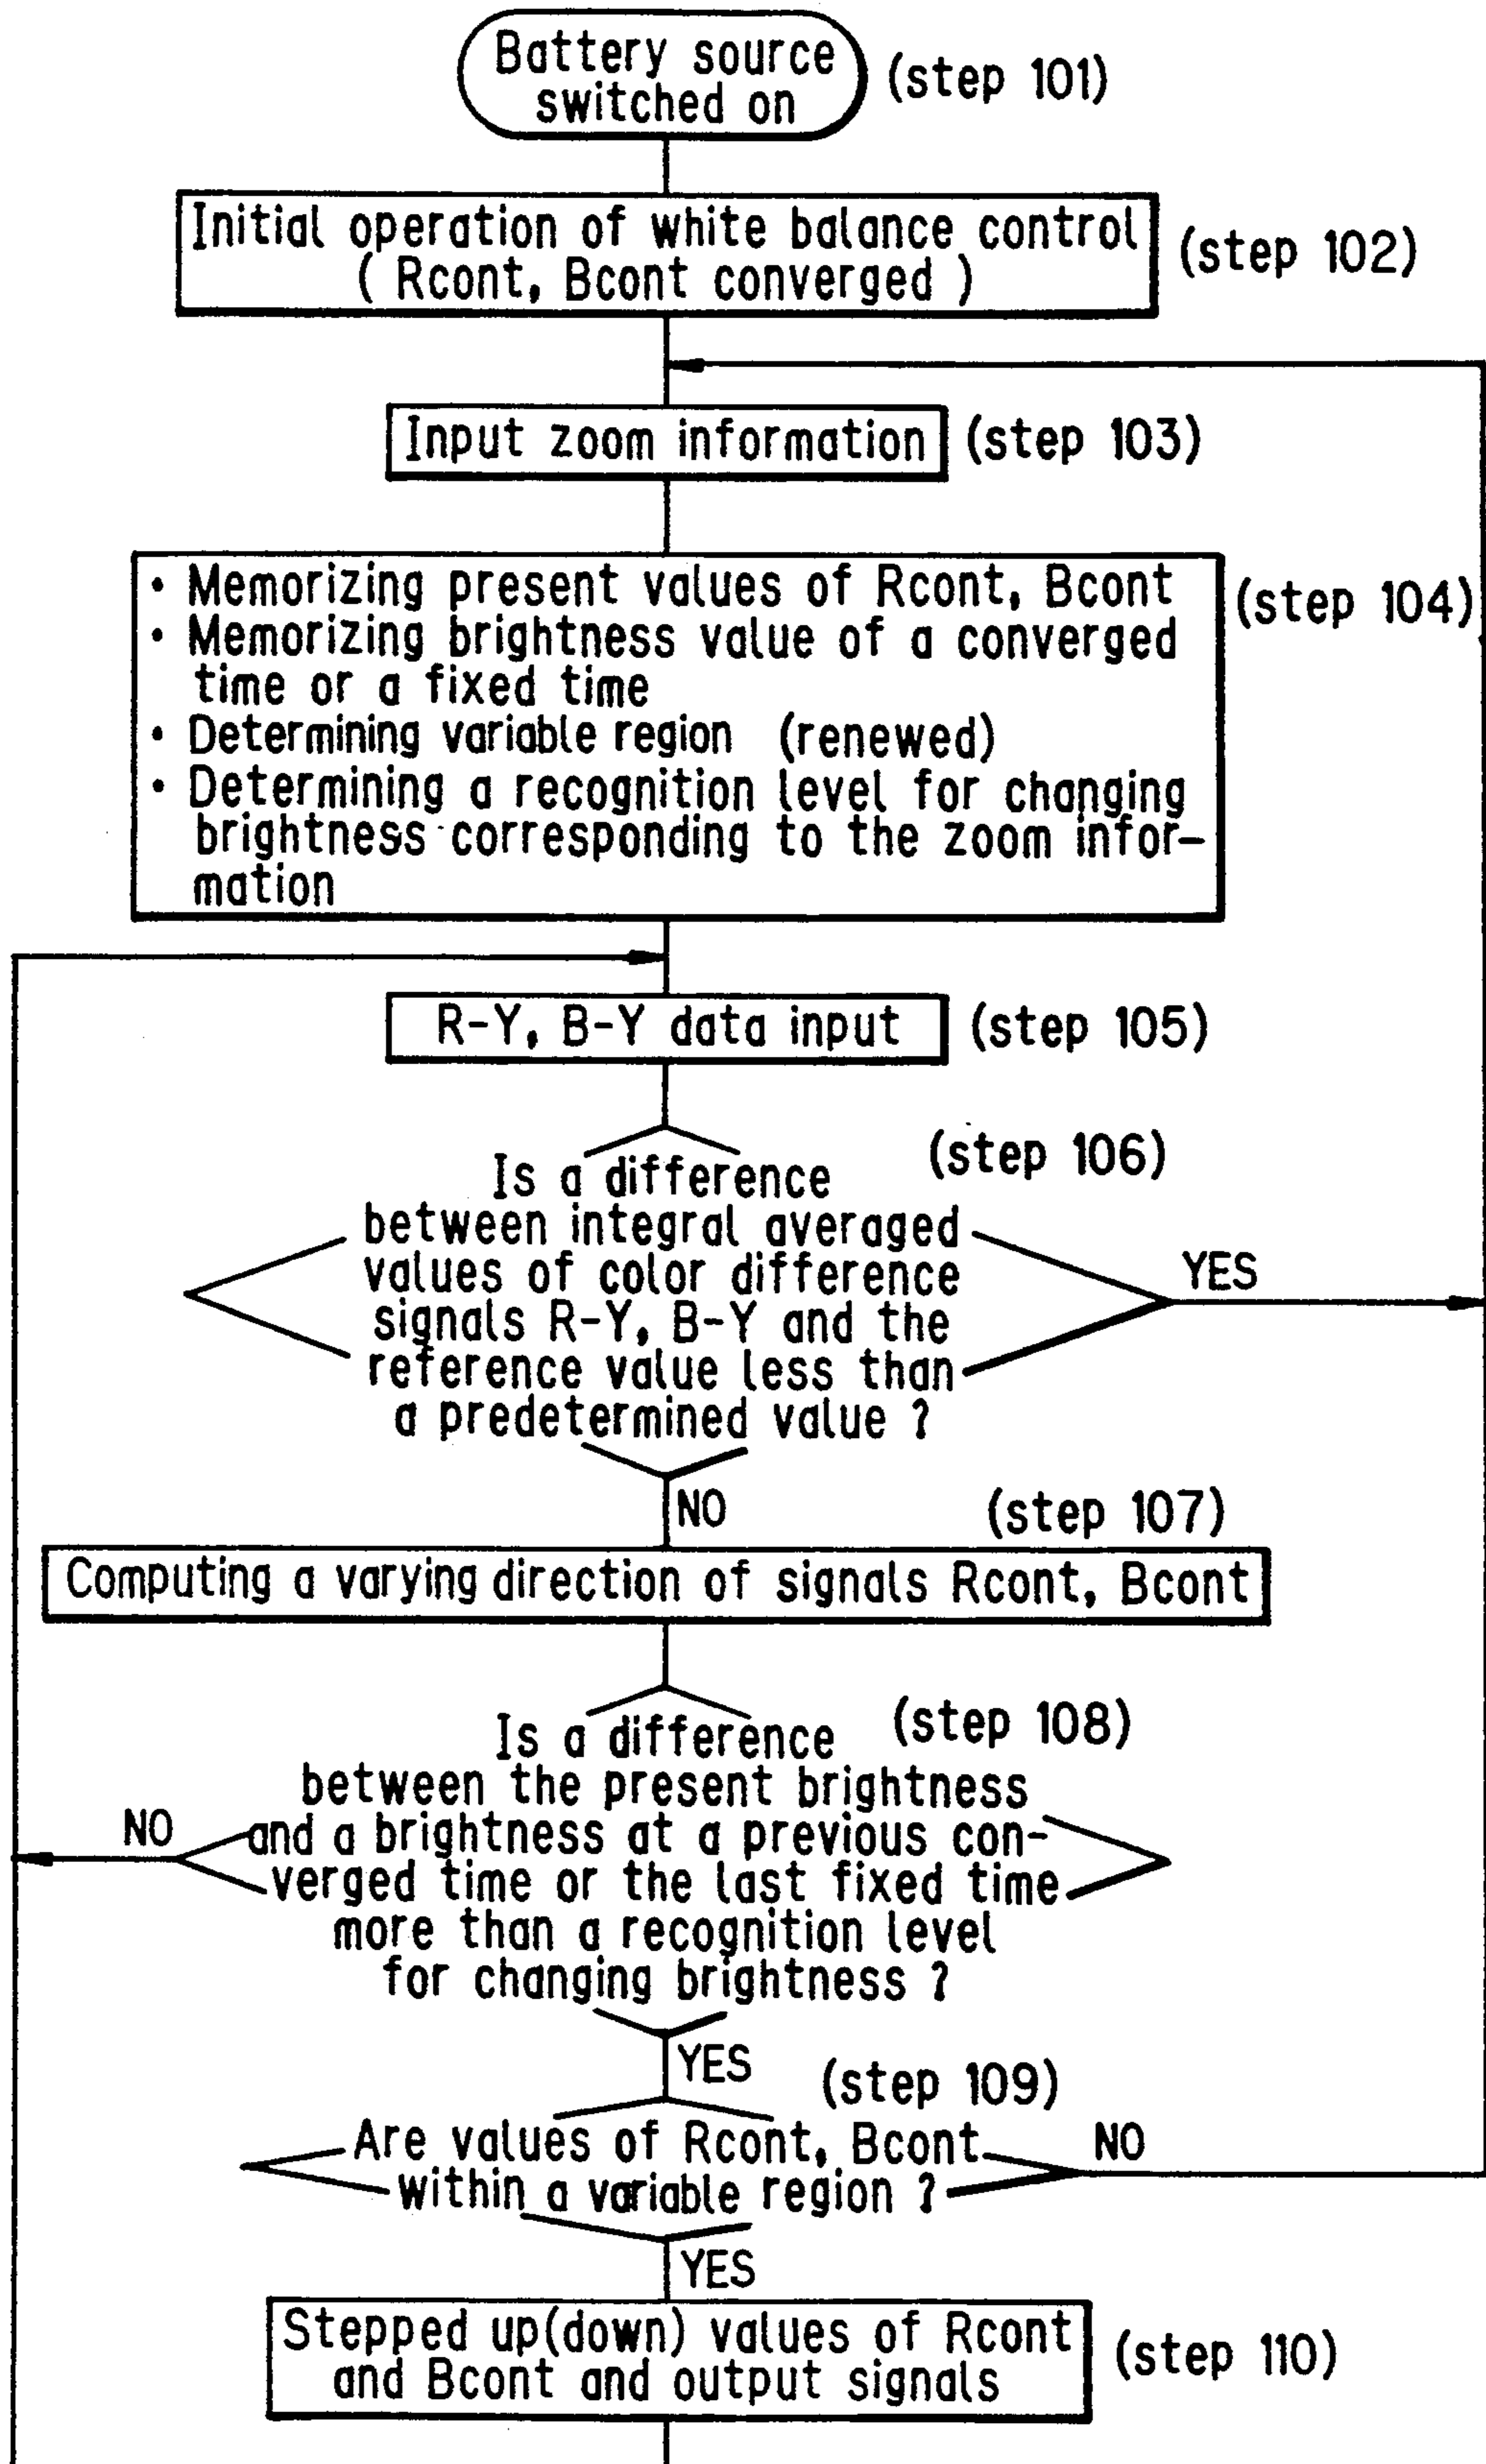 Battery source
switched on
(step 101)
Initial operation of white balance control
( Rcont, Bcont converged )
(step 102)
Input zoom information
(step 103)
• Memorizing present values of Rcont, Bcont
• Memorizing brightness value of a converged
time or a fixed time
• Determining variable region (renewed)
• Determining a recognition level for changing
brightness corresponding to the zoom infor-
mation
(step 104)
R-Y, B-Y data input
(step 105)
(step 106)
Is a difference
between integral averaged
values of color difference
signals R-Y, B-Y and the
reference value less than
a predetermined value ?
YES
NO
(step 107)
Computing a varying direction of signals Rcont, Bcont
(step 108)
Is a difference
between the present brightness
and a brightness at a previous con-
verged time or the last fixed time
more than a recognition level
for changing brightness ?
NO
YES
(step 109)
Are values of Rcont, Bcont
within a variable region ?
NO
YES
Stepped up(down) values of Rcont
and Bcont and output signals
(step 110)